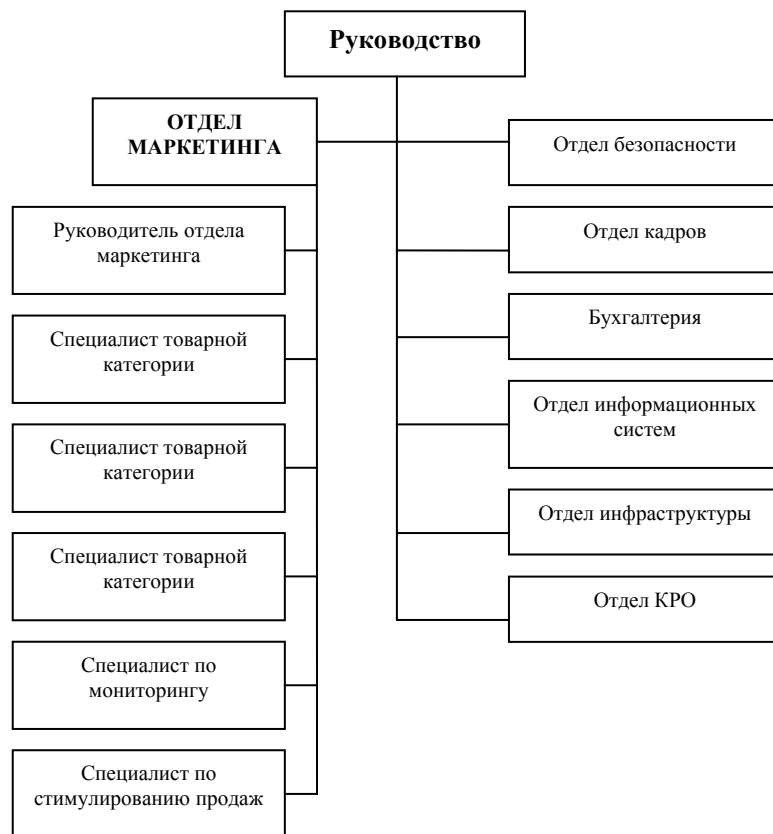 Руководство
ОТДЕЛ
МАРКЕТИНГА
Руководитель отдела
маркетинга
Специалист товарной
категории
Специалист товарной
категории
Специалист товарной
категории
Специалист по
мониторингу
Специалист по
стимулированию продаж
Отдел безопасности
Отдел кадров
Бухгалтерия
Отдел информационных
систем
Отдел инфраструктуры
Отдел КРО